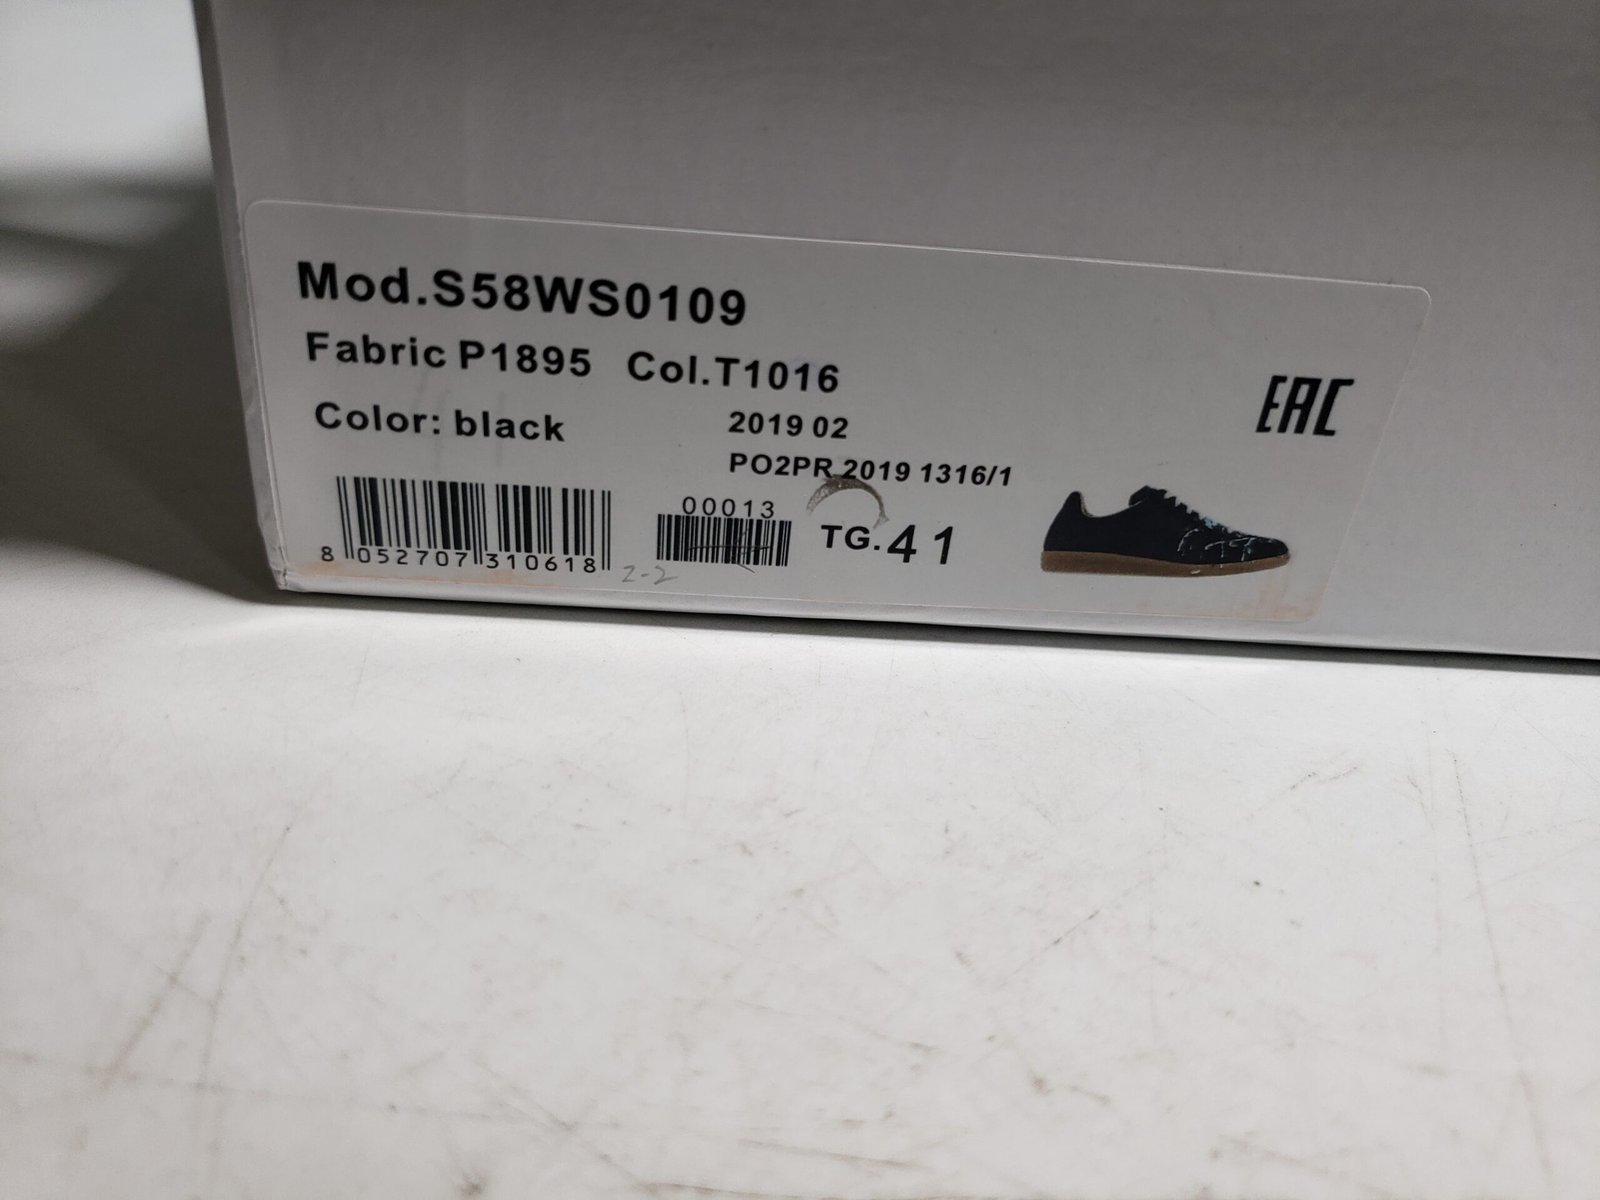 Mod.S58WS0109
Fabric P1895 Col.T1016
EAC
Color: black
2019 02
PO2PR 2019 1316/1
00013
TG.41
8 052707 310618
2-2